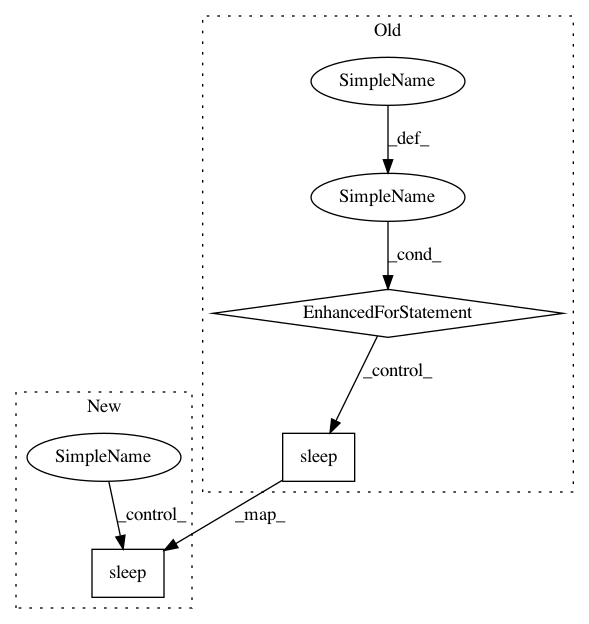 Old
SimpleName
_def_
SimpleName
_cond_
EnhancedForStatement
_control_
New
SimpleName
sleep
_control_
_map_
sleep